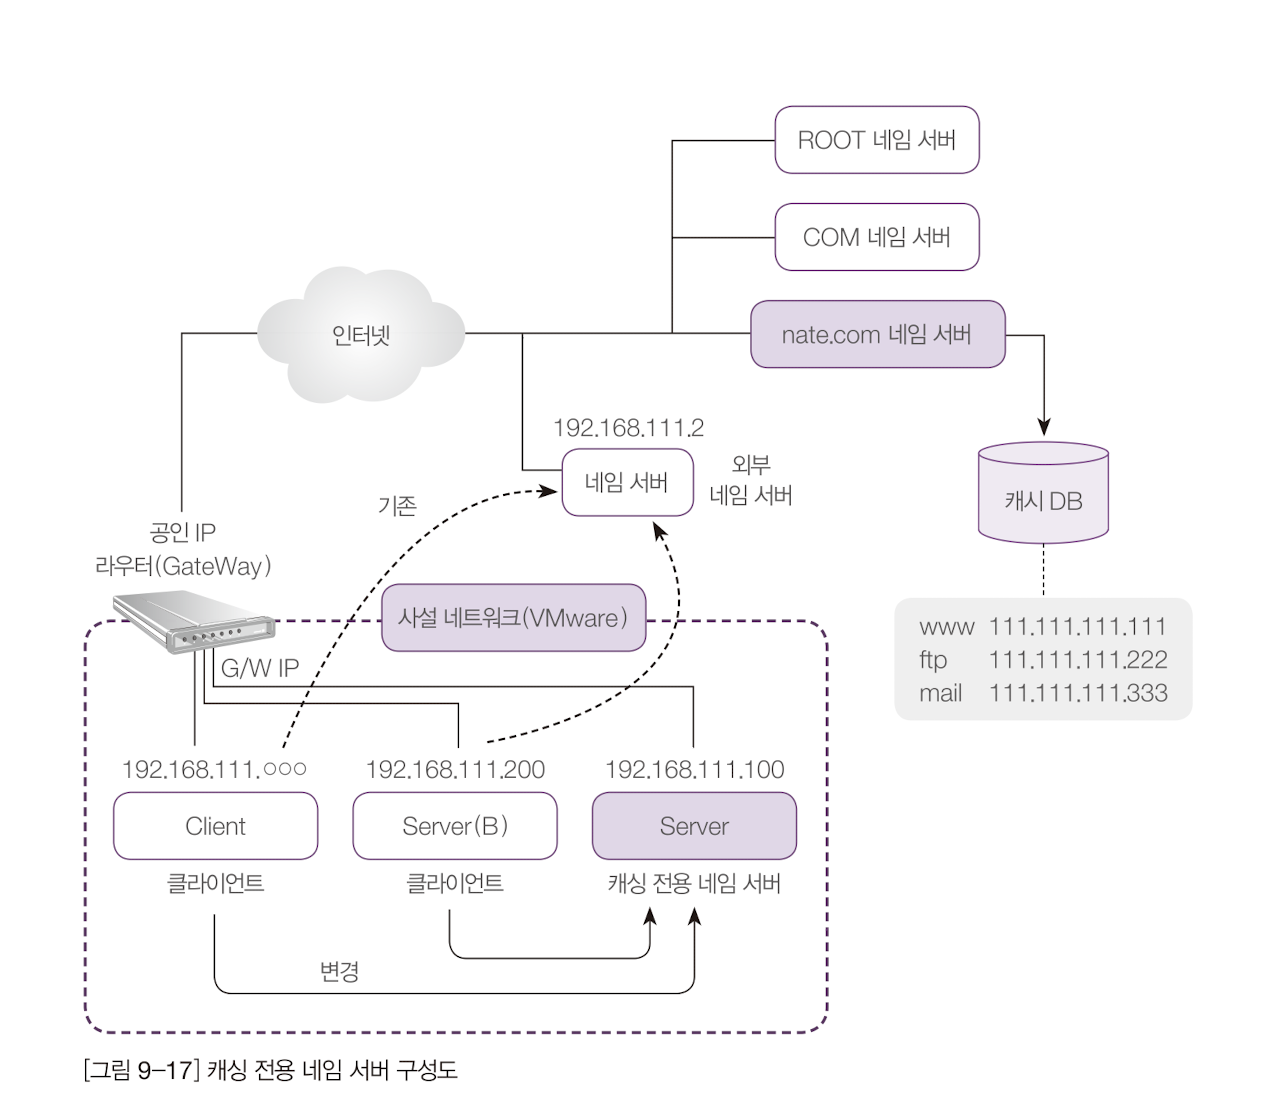 ROOT 네임 서버
COM 네임 서버
인터넷
nate.com 네임 서버
192.168.111.2
네임 서버
외부
네임 서버
기존
캐시 DB
공인 IP
라우터(GateWay)
사설 네트워크(VMware)
www 111.111.111.111
ftp 111.111.111.222
mail 111.111.111.333
G/W IP
192.168.111.○○○
192.168.111.200
192.168.111.100
Client
Server(B)
Server
클라이언트
클라이언트
캐싱 전용 네임 서버
변경
[그림 9–17] 캐싱 전용 네임 서버 구성도